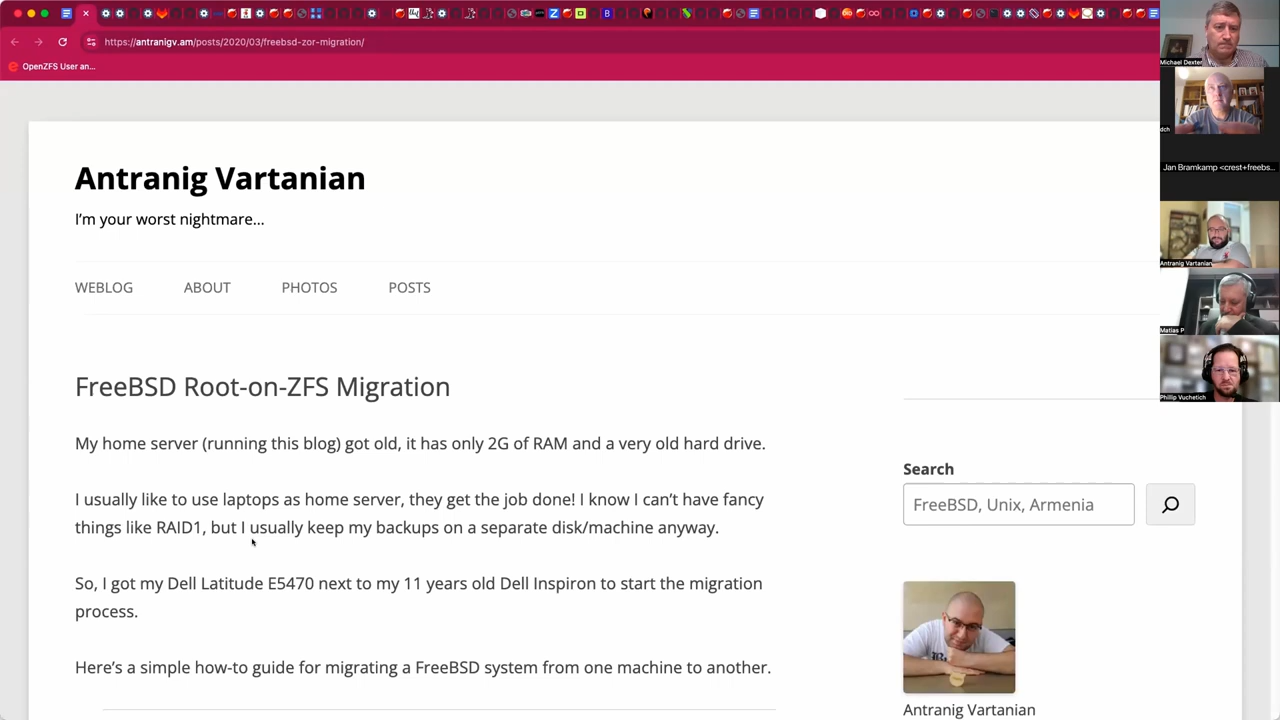 https://antranigv.am/posts/2020/03/freebsd-zor-migration/
OpenZFS User an...
Antranig Vartanian
I'm your worst nightmare...
WEBLOG ABOUT PHOTOS POSTS
FreeBSD Root-on-ZFS Migration
My home server (running this blog) got old, it has only 2G of RAM and a very old hard drive.
I usually like to use laptops as home server, they get the job done! I know I can't have fancy
things like RAID1, but I usually keep my backups on a separate disk/machine anyway.
So, I got my Dell Latitude E5470 next to my 11 years old Dell Inspiron to start the migration
process.
Here's a simple how-to guide for migrating a FreeBSD system from one machine to another.
Search
FreeBSD, Unix, Armenia
Antranig Vartanian
Michael Dexter
dch
Jan Bramkamp <crest+freebs...
Antranig Vartanian
Matias P
Phillip Vuchetich